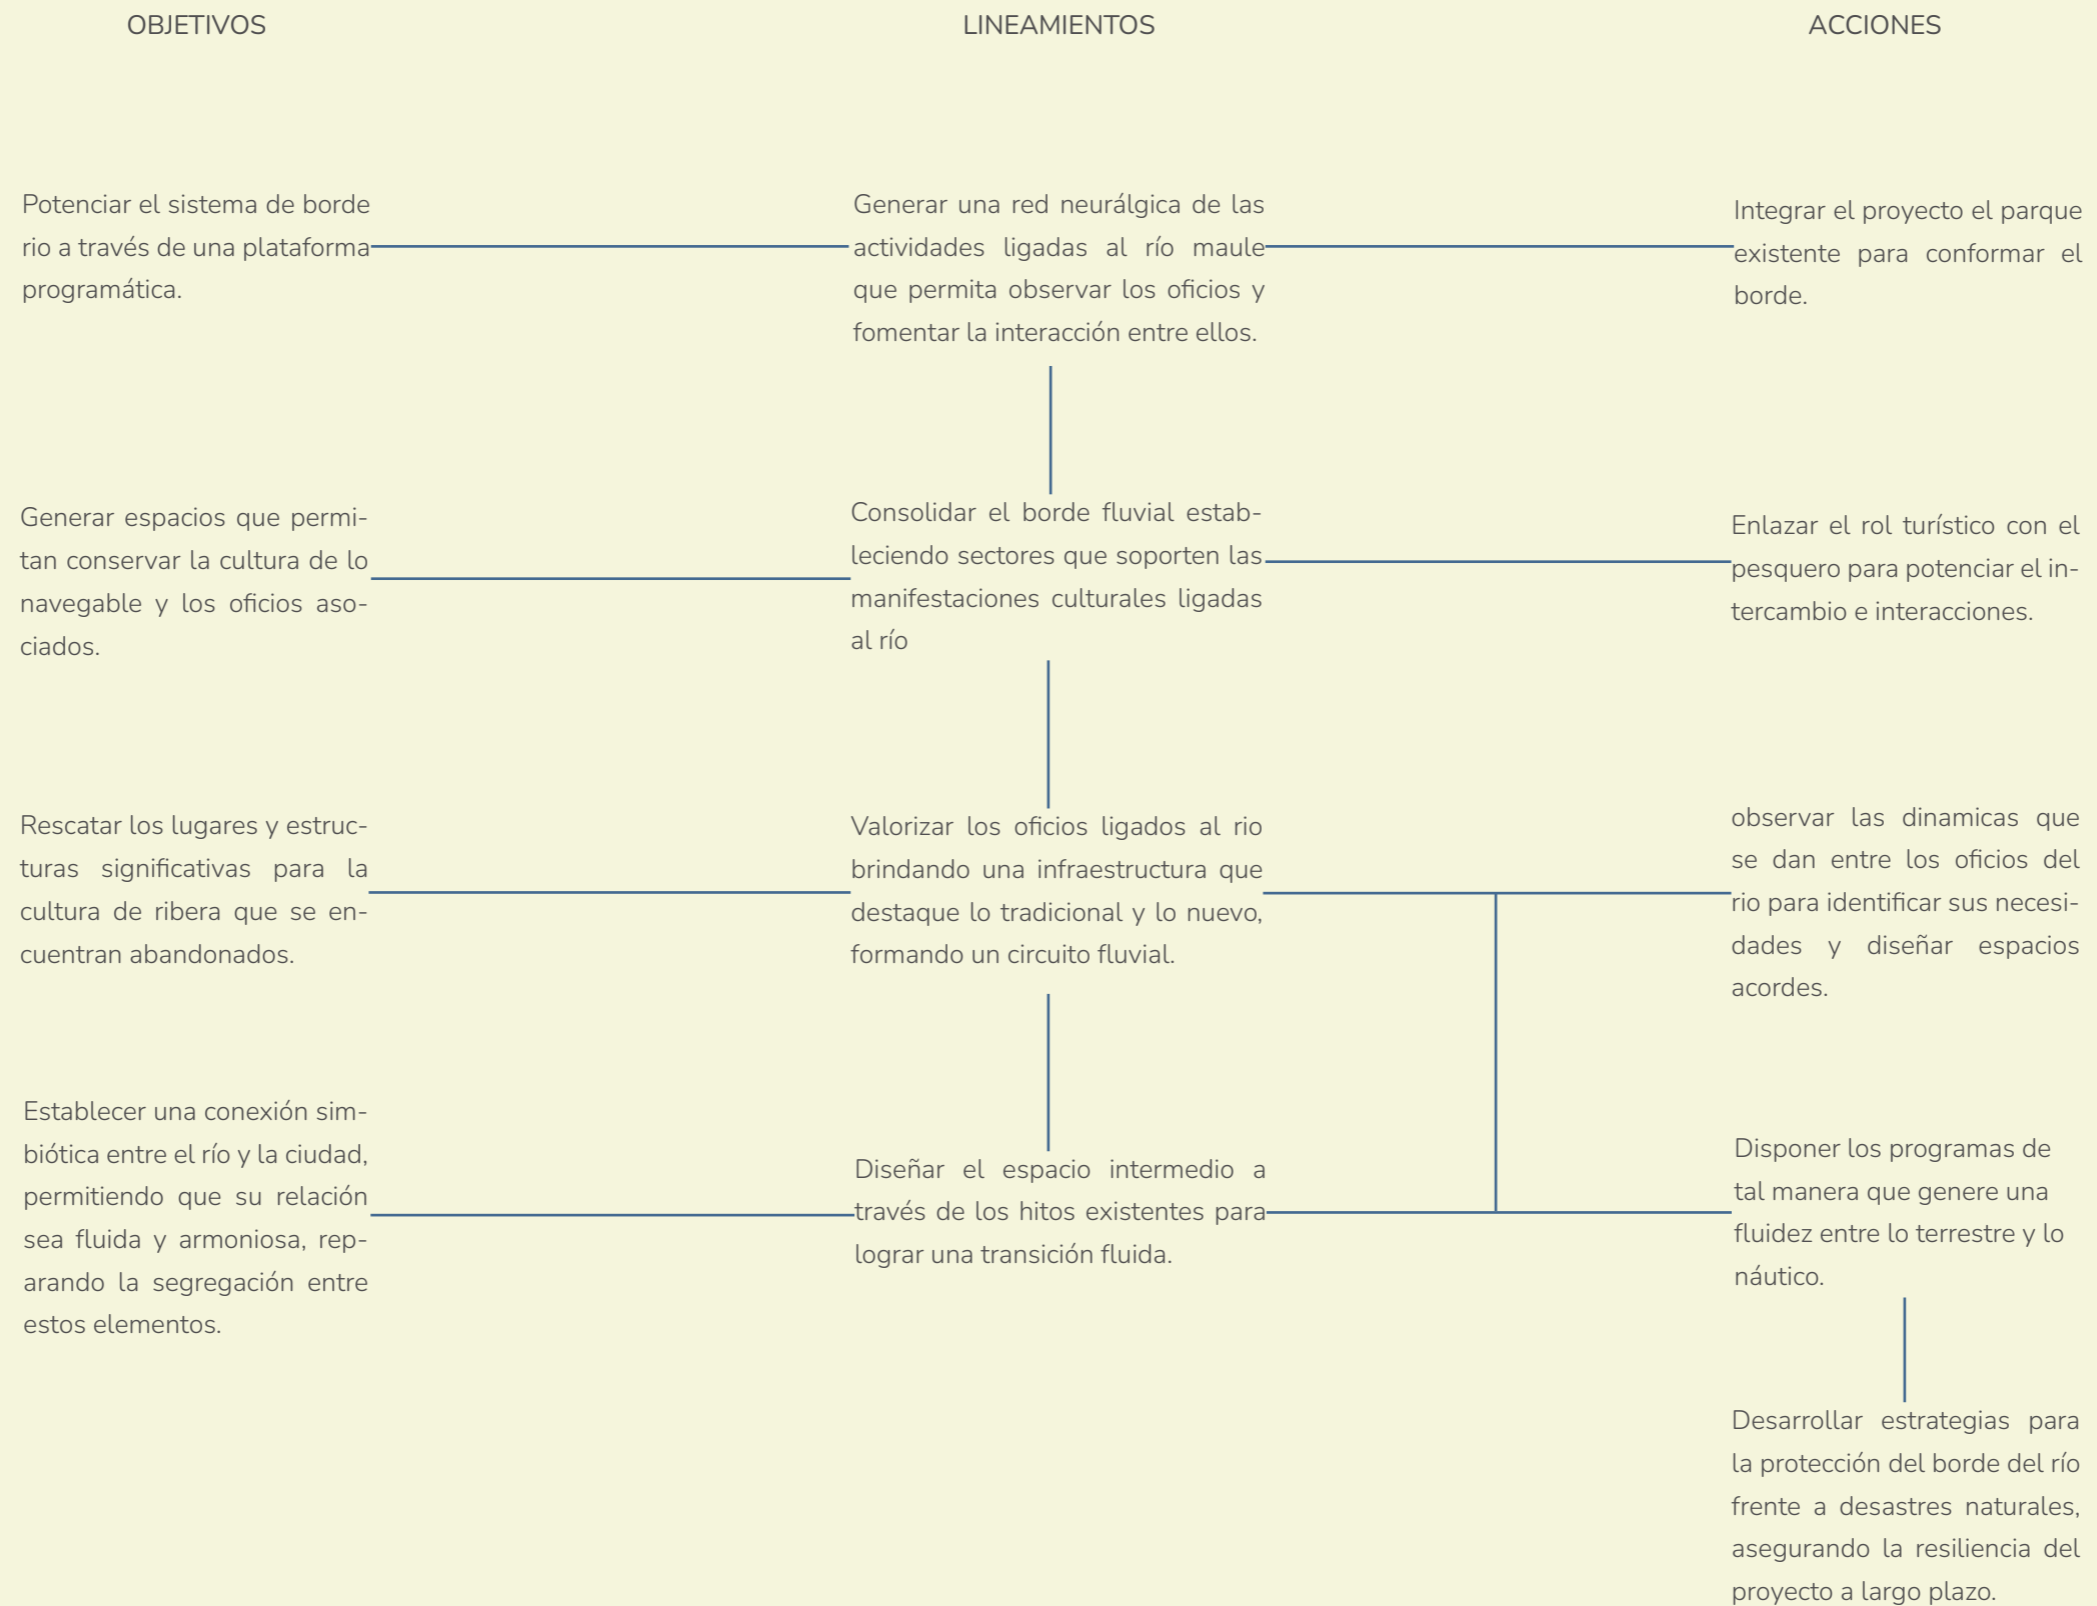 OBJETIVOS
LINEAMIENTOS
ACCIONES
Potenciar el sistema de borde
rio a través de una plataforma
programática.
Generar una red neurálgica de las
actividades ligadas al río maule
que permita observar los oficios y
fomentar la interacción entre ellos.
Integrar el proyecto el parque
existente para conformar el
borde.
Generar espacios que permi-
tan conservar la cultura de lo
navegable y los oficios aso-
ciados.
Consolidar el borde fluvial estab-
leciendo sectores que soporten las
manifestaciones culturales ligadas
al río
Enlazar el rol turístico con el
pesquero para potenciar el in-
tercambio e interacciones.
Rescatar los lugares y estruc-
turas significativas para la
cultura de ribera que se en-
cuentran abandonados.
Valorizar los oficios ligados al rio
brindando una infraestructura que
destaque lo tradicional y lo nuevo,
formando un circuito fluvial.
observar las dinamicas que
se dan entre los oficios del
rio para identificar sus necesi-
dades y diseñar espacios
acordes.
Establecer una conexión sim-
biótica entre el río y la ciudad,
permitiendo que su relación
sea fluida y armoniosa, rep-
arando la segregación entre
estos elementos.
Diseñar el espacio intermedio a
través de los hitos existentes para
lograr una transición fluida.
Disponer los programas de
tal manera que genere una
fluidez entre lo terrestre y lo
náutico.
Desarrollar estrategias para
la protección del borde del río
frente a desastres naturales,
asegurando la resiliencia del
proyecto a largo plazo.